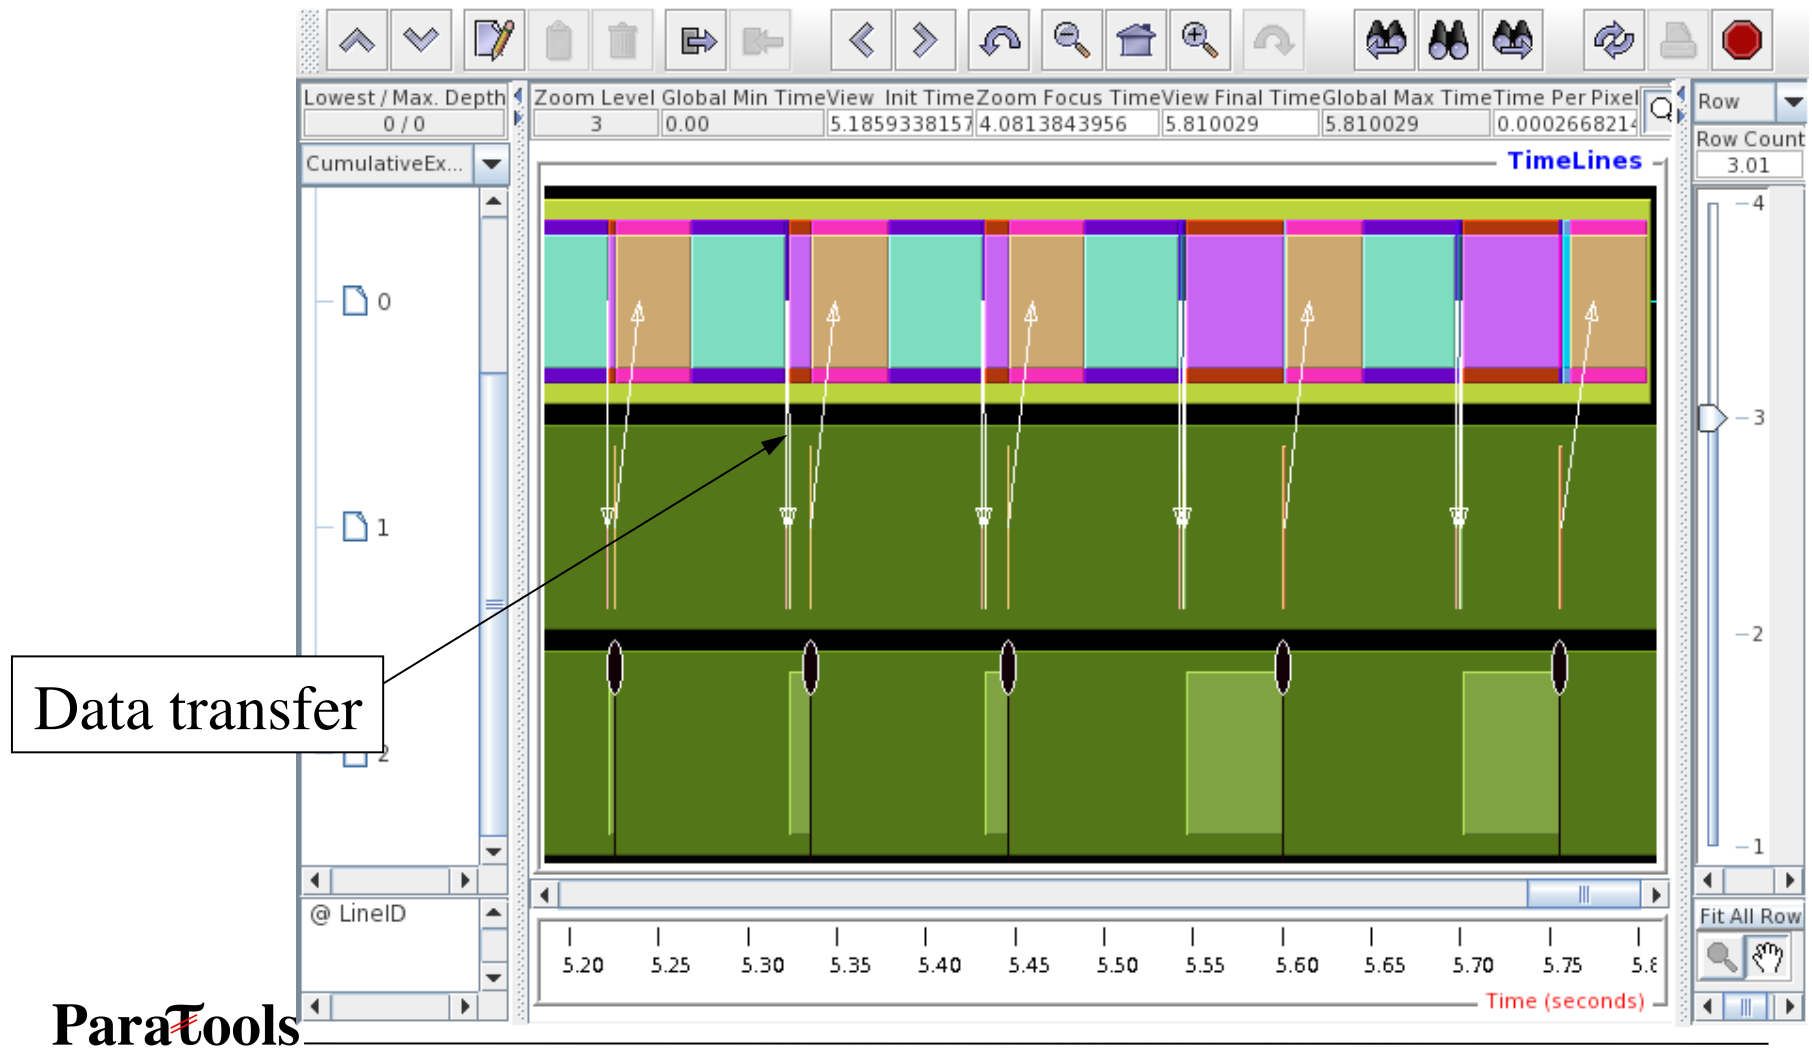 Lowest / Max. Depth
0 / 0
Zoom Level
3
Global Min Time
0.00
View Init Time
5.1859338157
Zoom Focus Time
4.0813843956
View Final Time
5.810029
Global Max Time
5.810029
Time Per Pixel
0.0002668214
Row
Row Count
3.01
CumulativeEx...
TimeLines
0
1
2
4
3
2
1
Data transfer
@ LineID
5.20 5.25 5.30 5.35 5.40 5.45 5.50 5.55 5.60 5.65 5.70 5.75 5.8
Time (seconds)
Fit All Row
ParaTools